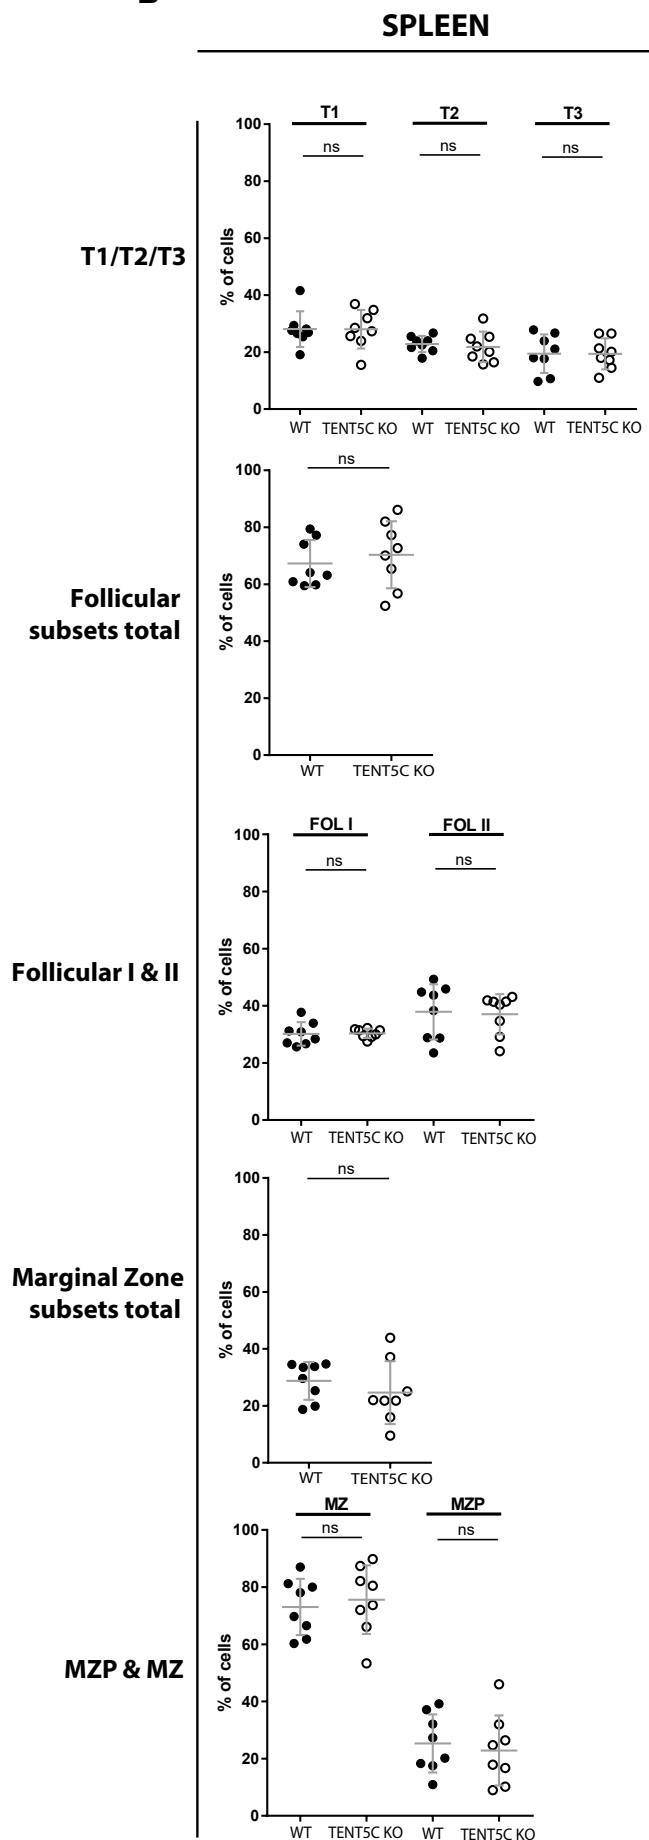 SPLEEN
T1/T2/T3
% of cells
100
80
60
40
20
0
T1 T2 T3
ns ns ns
WT TENT5C KO WT TENT5C KO WT TENT5C KO
Follicular
subsets total
% of cells
100
80
60
40
20
0
ns
WT TENT5C KO
Follicular I & II
% of cells
100
80
60
40
20
0
FOL I FOL II
ns ns
WT TENT5C KO WT TENT5C KO
Marginal Zone
subsets total
% of cells
100
80
60
40
20
0
ns
WT TENT5C KO
MZP & MZ
% of cells
100
80
60
40
20
0
MZ MZP
ns ns
WT TENT5C KO WT TENT5C KO